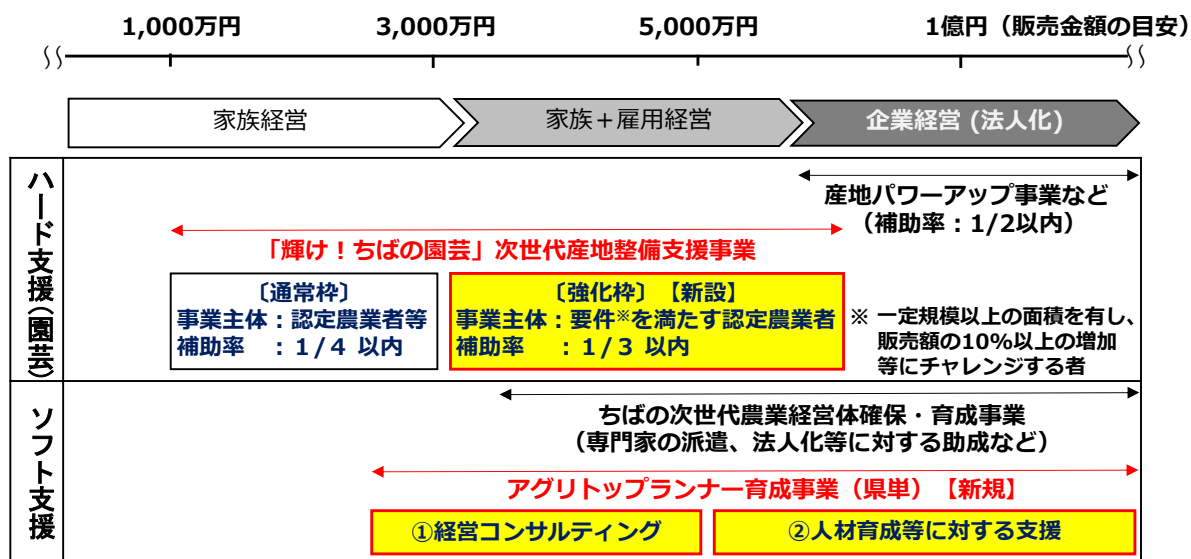 1,000万円 3,000万円 5,000万円 1億円（販売金額の目安）
家族経営 家族＋雇用経営 企業経営 (法人化)
ハード支援（園芸）
産地パワーアップ事業など
（補助率：1/2以内）
「輝け！ちばの園芸」次世代産地整備支援事業
〔通常枠〕
事業主体：認定農業者等
補助率　：１/４ 以内
〔強化枠〕【新設】
事業主体：要件※を満たす認定農業者
補助率　：１/３ 以内
※ 一定規模以上の面積を有し、
販売額の10％以上の増加
等にチャレンジする者
ソフト支援
ちばの次世代農業経営体確保・育成事業
（専門家の派遣、法人化等に対する助成など）
アグリトップランナー育成事業（県単）【新規】
①経営コンサルティング ②人材育成等に対する支援